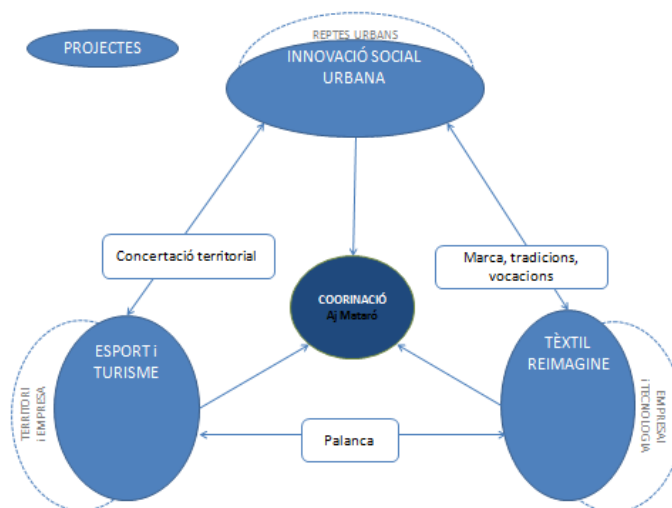 PROJECTES
REPTES URBANS
INNOVACIÓ SOCIAL
URBANA
Concertació territorial
Marca, tradicions,
vocacions
COORINACIÓ
Aj Mataró
ESPORT i
TURISME
TÈXTIL
REIMAGINE
TERRITORI
i EMPRESA
EMPRESAI
i TECNOLOGIA
Palanca